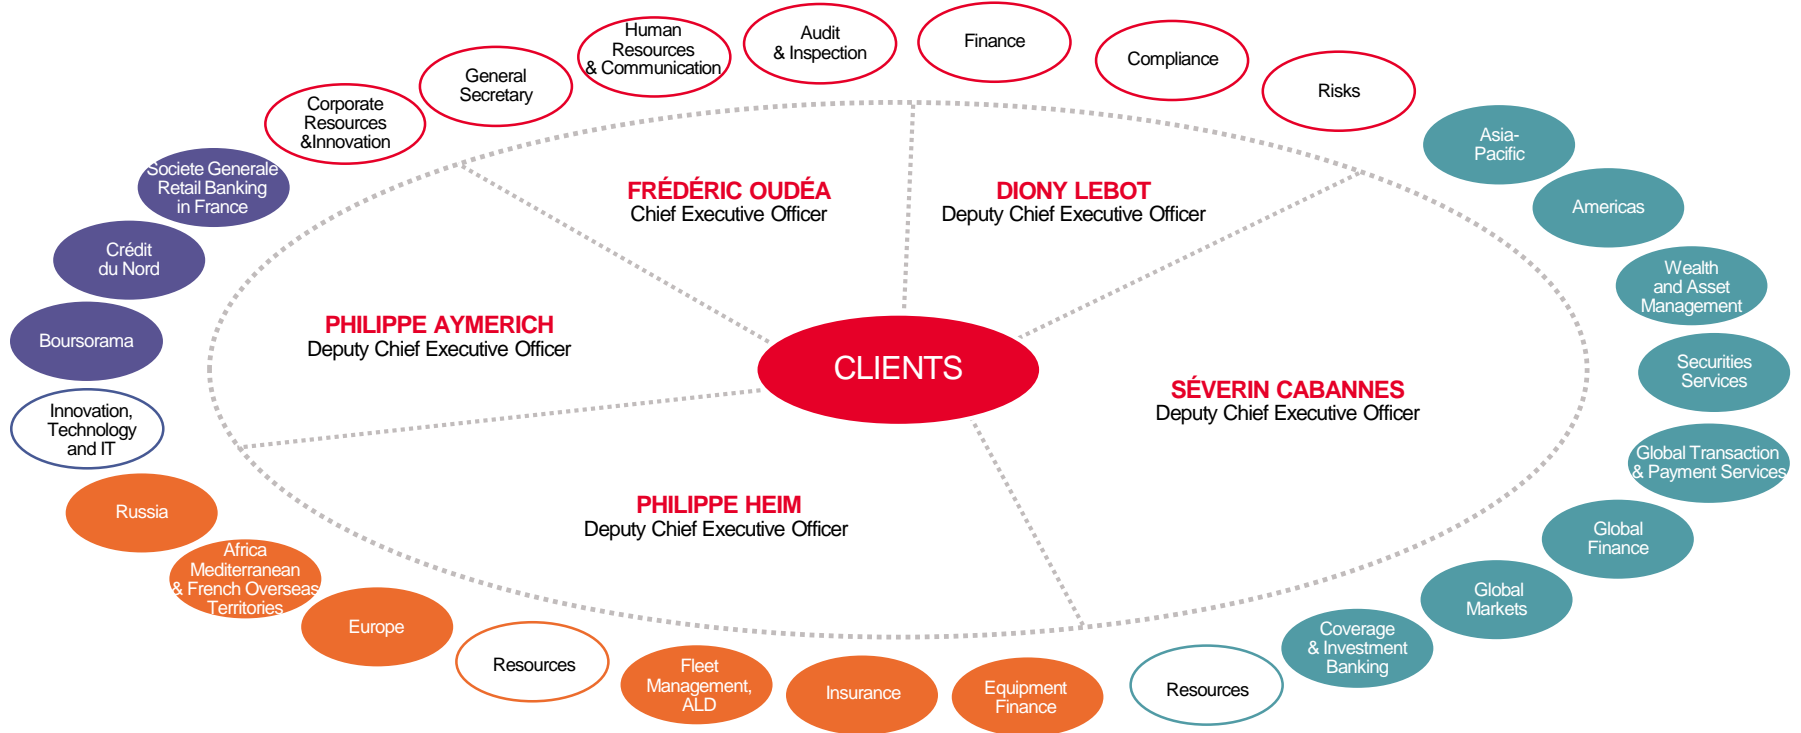 Human
Resources
& Communication
Audit
& Inspection
Finance
Compliance
Risks
General
Secretary
Corporate
Resources
&Innovation
Societe Generale
Retail Banking
in France
Crédit
du Nord
Boursorama
Innovation,
Technology
and IT
Russia
Africa
Mediterranean
& French Overseas
Territories
Europe
Resources
Fleet
Management,
ALD
Insurance
Equipment
Finance
Resources
Coverage
& Investment
Banking
Global
Markets
Global
Finance
Global Transaction
& Payment Services
Securities
Services
Wealth
and Asset
Management
Americas
Asia-
Pacific
FRÉDÉRIC OUDÉA
Chief Executive Officer
DIONY LEBOT
Deputy Chief Executive Officer
PHILIPPE AYMERICH
Deputy Chief Executive Officer
CLIENTS
SÉVERIN CABANNES
Deputy Chief Executive Officer
PHILIPPE HEIM
Deputy Chief Executive Officer